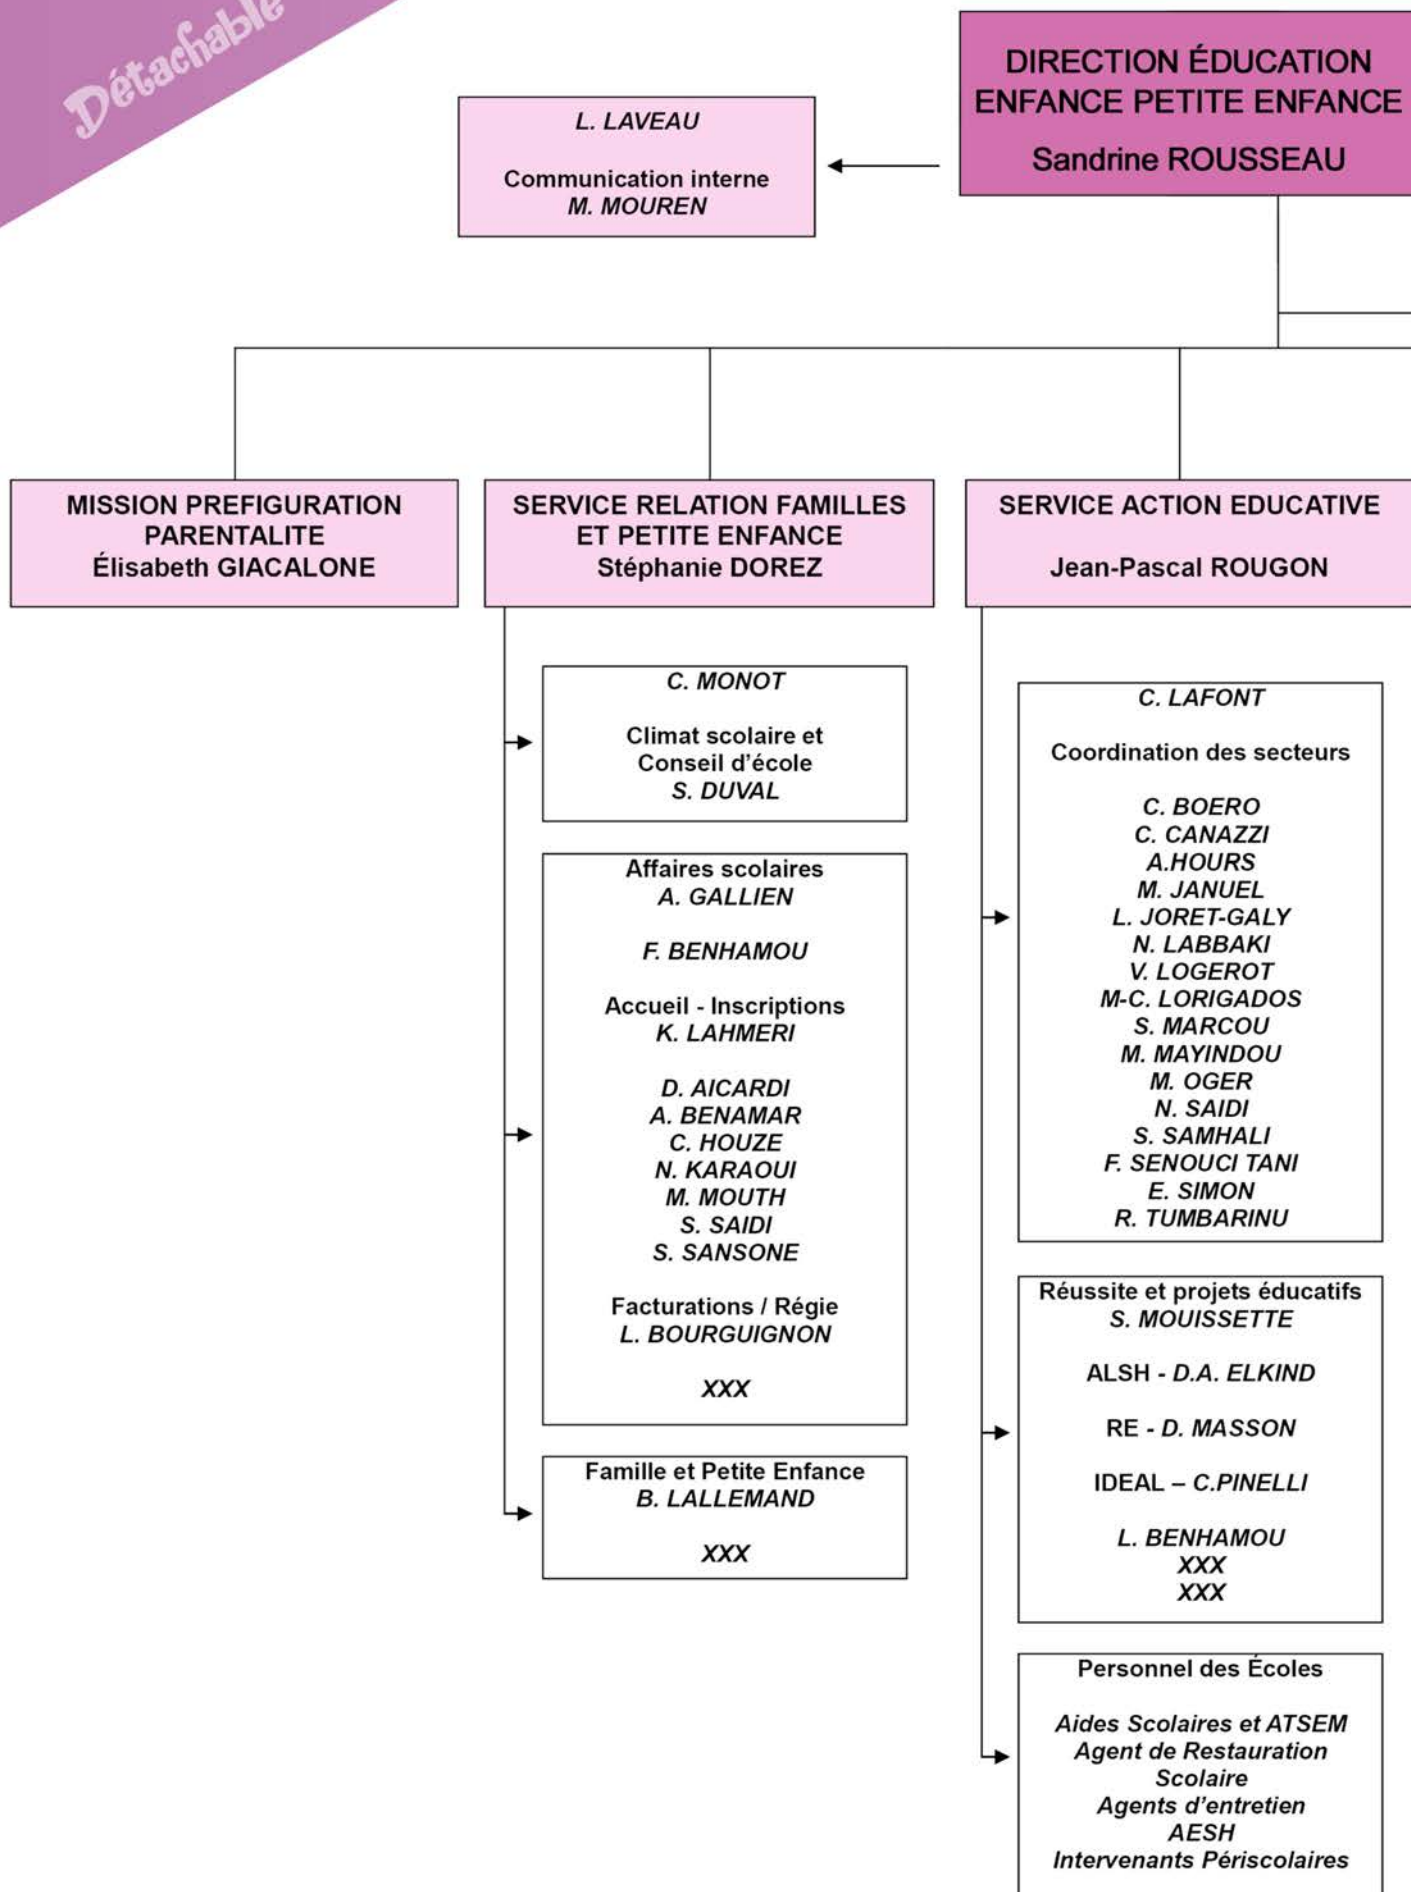 Détachable
DIRECTION ÉDUCATION
ENFANCE PETITE ENFANCE
Sandrine ROUSSEAU
L. LAVEAU
Communication interne
M. MOUREN
MISSION PREFIGURATION
PARENTALITE
Élisabeth GIACALONE
SERVICE RELATION FAMILLES
ET PETITE ENFANCE
Stéphanie DOREZ
C. MONOT
Climat scolaire et
Conseil d'école
S. DUVAL
Affaires scolaires
A. GALLIEN
F. BENHAMOU
Accueil - Inscriptions
K. LAHMERI
D. AICARDI
A. BENAMAR
C. HOUZE
N. KARAOUI
M. MOUTH
S. SAIDI
S. SANSONE
Facturations / Régie
L. BOURGUIGNON
XXX
Famille et Petite Enfance
B. LALLEMAND
XXX
SERVICE ACTION EDUCATIVE
Jean-Pascal ROUGON
C. LAFONT
Coordination des secteurs
C. BOERO
C. CANAZZI
A.HOURS
M. JANUEL
L. JORET-GALY
N. LABBAKI
V. LOGEROT
M-C. LORIGADOS
S. MARCOU
M. MAYINDOU
M. OGER
N. SAIDI
S. SAMHALI
F. SENOUCI TANI
E. SIMON
R. TUMBARINU
Réussite et projets éducatifs
S. MOUISSETTE
ALSH - D.A. ELKIND
RE - D. MASSON
IDEAL – C.PINELLI
L. BENHAMOU
XXX
XXX
Personnel des Écoles
Aides Scolaires et ATSEM
Agent de Restauration
Scolaire
Agents d'entretien
AESH
Intervenants Périscolaires